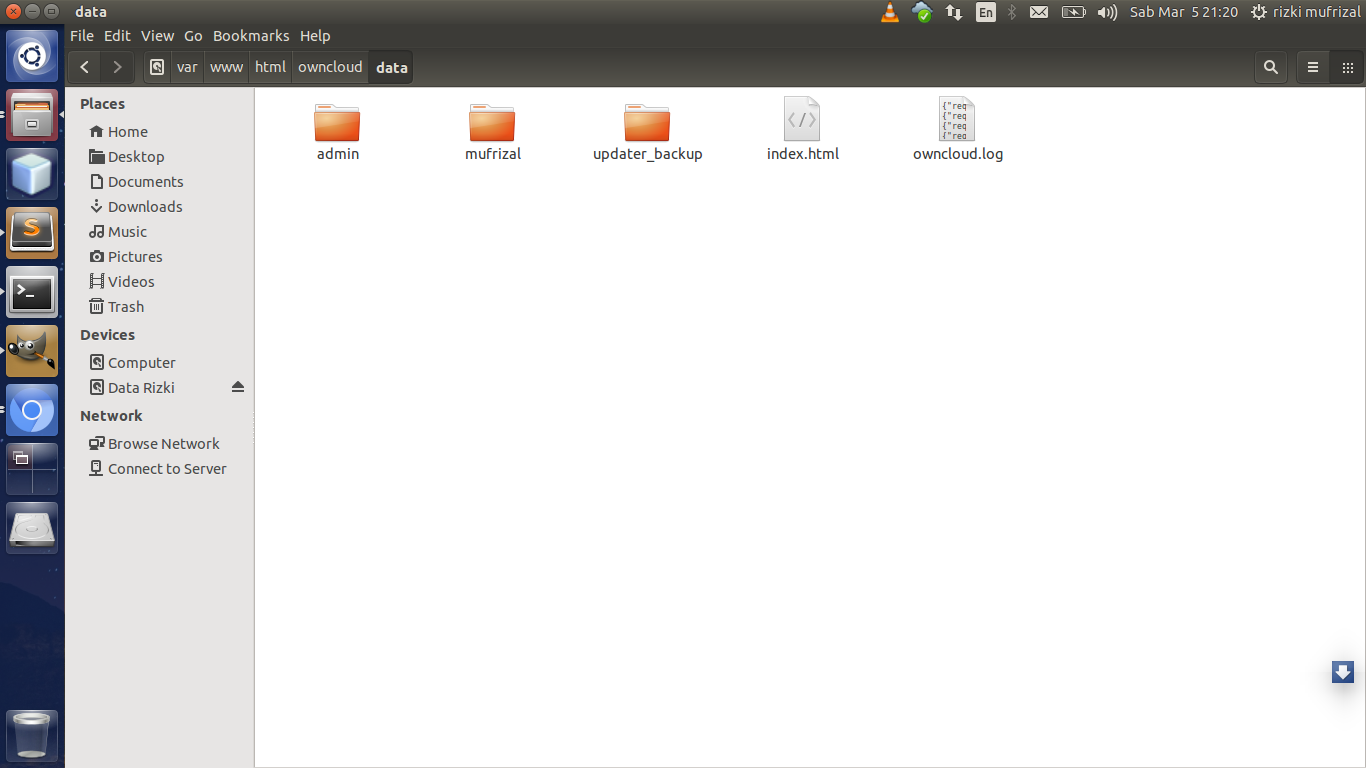 data
En
Sab Mar 5 21:20
rizki mufrizal
File Edit View Go Bookmarks Help
var www html owncloud data
Places
Home
Desktop
Documents
Downloads
Music
Pictures
Videos
Trash
Devices
Computer
Data Rizki
Network
Browse Network
Connect to Server
admin
mufrizal
updater_backup
</>
index.html
{"req
{"req
{"req
{"req
owncloud.log
S
>_